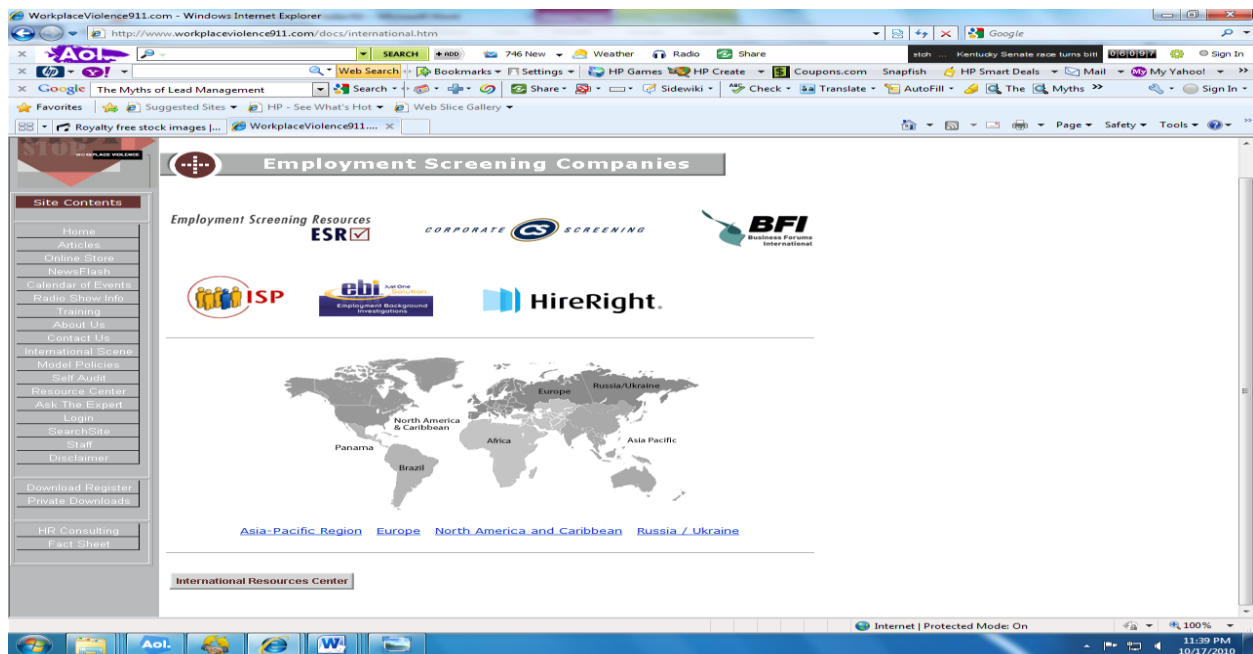 WorkplaceViolence911.com - Windows Internet Explorer
http://www.workplaceviolence911.com/docs/international.htm
Google
AOL
SEARCH
+ADD
746 New
Weather
Radio
Share
Kentucky Senate race turns bitt
Sign In
hp
Y!
Web Search
Bookmarks
Settings
HP Games
HP Create
Coupons.com
Snapfish
HP Smart Deals
Mail
My Yahoo!
Google
The Myths of Lead Management
Search
Share
Sidewiki
Check
Translate
AutoFill
The
Myths
Sign In
Favorites
Suggested Sites
HP - See What's Hot
Web Slice Gallery
Royalty free stock images |...
WorkplaceViolence911....
Page
Safety
Tools
STOP WORKPLACE VIOLENCE
Employment Screening Companies
Site Contents
Home
Articles
Online Store
NewsFlash
Calendar of Events
Radio Show Info
Training
About Us
Contact Us
International Scene
Model Policies
Self Audit
Resource Center
Ask The Expert
Login
SearchSite
Staff
Disclaimer
Download Register
Private Downloads
HR Consulting
Fact Sheet
Employment Screening Resources
ESR
CORPORATE CS SCREENING
BFI
Business Forums
International
ISP
ebi Just One
Solution.
Employment Background
Investigations
HireRight.
Russia/Ukraine
Europe
North America
& Caribbean
Africa
Asia Pacific
Panama
Brazil
Asia-Pacific Region Europe North America and Caribbean Russia / Ukraine
International Resources Center
Internet | Protected Mode: On
100%
Aol.
W
11:39 PM
10/17/2010